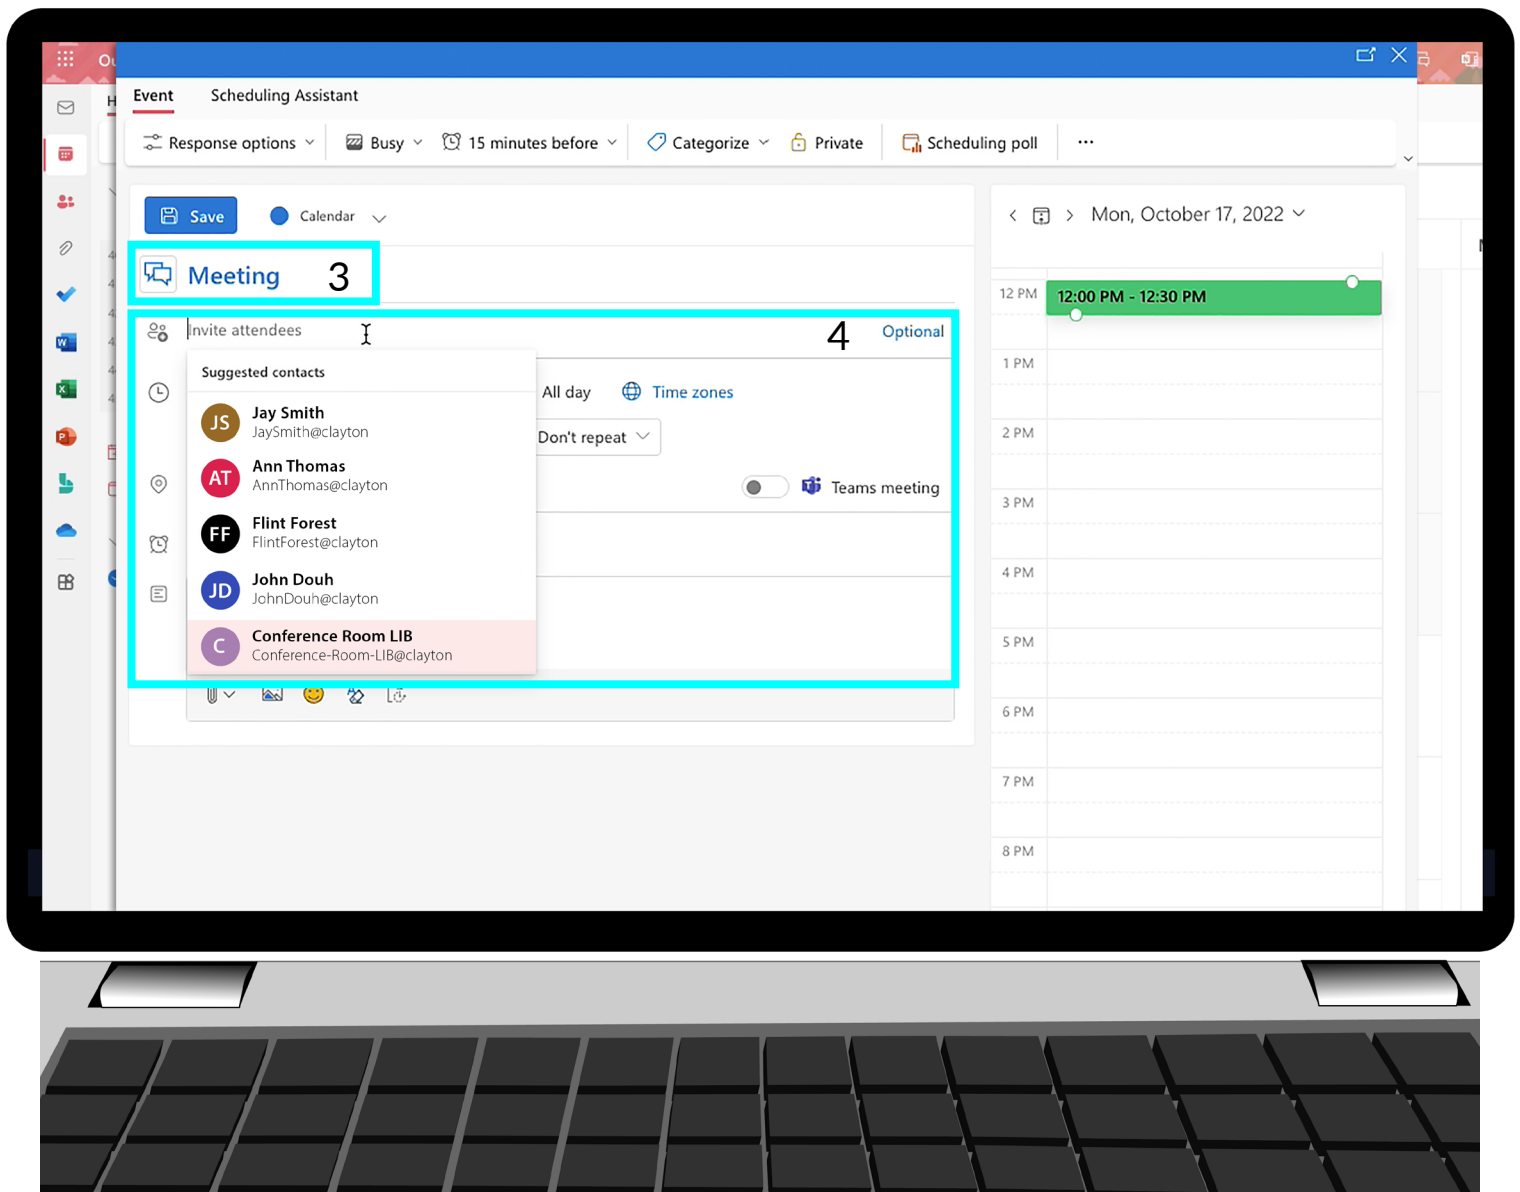 Ou
Event Scheduling Assistant
Response options Busy 15 minutes before Categorize Private Scheduling poll ...
Save Calendar
Mon, October 17, 2022
Meeting 3
12 PM 12:00 PM - 12:30 PM
Invite attendees 4 Optional
Suggested contacts
1 PM
All day Time zones
JS Jay Smith
JaySmith@clayton
Don't repeat
2 PM
AT Ann Thomas
AnnThomas@clayton
Teams meeting
3 PM
FF Flint Forest
FlintForest@clayton
4 PM
JD John Douh
JohnDouh@clayton
5 PM
C Conference Room LIB
Conference-Room-LIB@clayton
6 PM
7 PM
8 PM